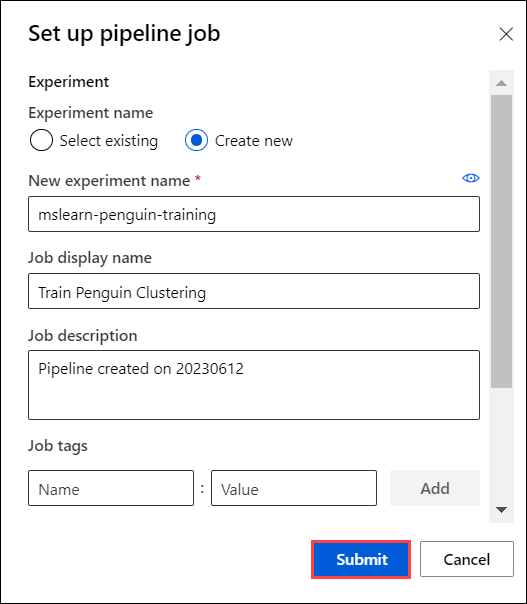 Set up pipeline job
Experiment
Experiment name
Select existing Create new
New experiment name *
mslearn-penguin-training
Job display name
Train Penguin Clustering
Job description
Pipeline created on 20230612
Job tags
Name : Value Add
Submit Cancel